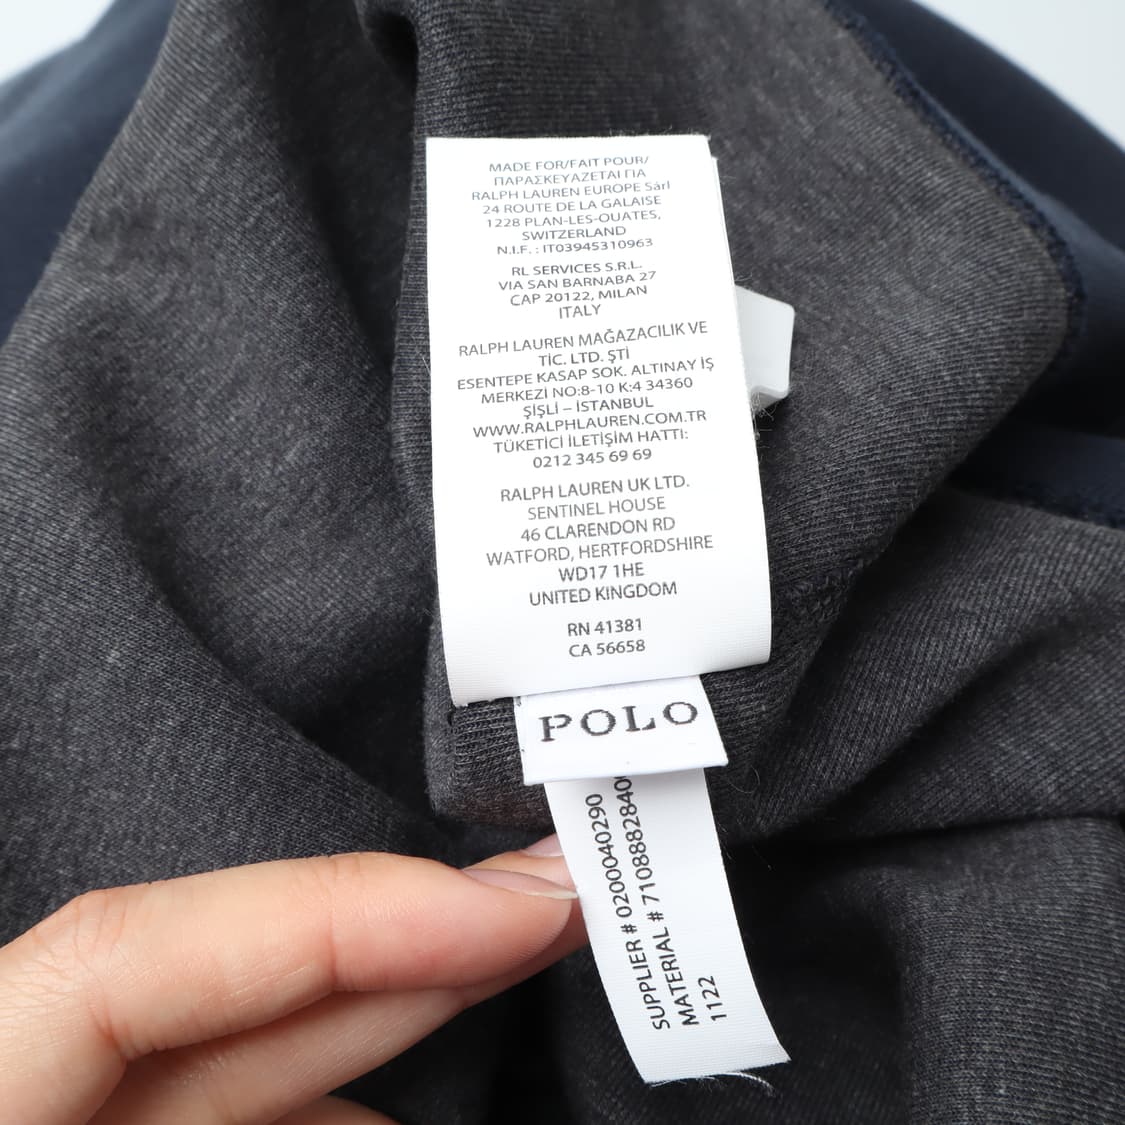 MADE FOR/FAIT POUR/
ΠΑΡΑΣΚΕΥΑΖΕΤΑΙ ΓΙΑ
RALPH LAUREN EUROPE Sàrl
24 ROUTE DE LA GALAISE
1228 PLAN-LES-OUATES,
SWITZERLAND
N.I.F. : IT03945310963
RL SERVICES S.R.L.
VIA SAN BARNABA 27
CAP 20122, MILAN
ITALY
RALPH LAUREN MAĞAZACILIK VE
TİC. LTD. ŞTİ
ESENTEPE KASAP SOK. ALTINAY İŞ
MERKEZİ NO:8-10 K:4 34360
ŞİŞLİ – İSTANBUL
WWW.RALPHLAUREN.COM.TR
TÜKETİCİ İLETİŞİM HATTI:
0212 345 69 69
RALPH LAUREN UK LTD.
SENTINEL HOUSE
46 CLARENDON RD
WATFORD, HERTFORDSHIRE
WD17 1HE
UNITED KINGDOM
RN 41381
CA 56658
POLO
SUPPLIER # 0200040290
MATERIAL #
1122